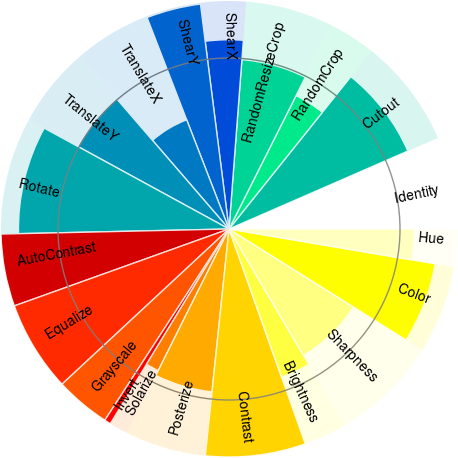 ShearX
RandomResizeCrop
RandomCrop
Cutout
Identity
Hue
Color
Sharpness
Brightness
Contrast
Posterize
Solarize
Invert
Grayscale
Equalize
AutoContrast
Rotate
TranslateY
TranslateX
ShearY